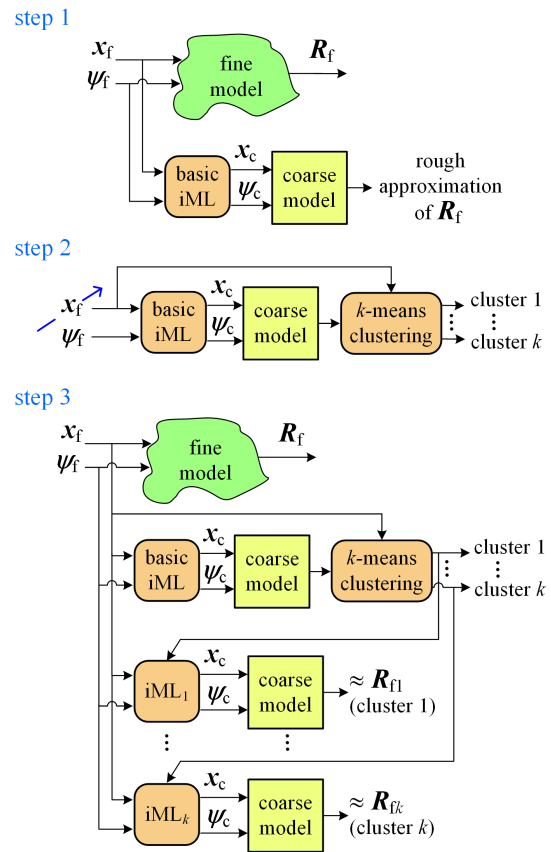 step 1
x_f
ψ_f
fine
model
R_f
basic
iML
x_c
ψ_c
coarse
model
rough
approximation
of R_f
step 2
x_f
ψ_f
basic
iML
x_c
ψ_c
coarse
model
k-means
clustering
cluster 1
cluster k
step 3
x_f
ψ_f
fine
model
R_f
basic
iML
x_c
ψ_c
coarse
model
k-means
clustering
cluster 1
cluster k
iML_1
x_c
ψ_c
coarse
model
≈ R_f1
(cluster 1)
iML_k
x_c
ψ_c
coarse
model
≈ R_fk
(cluster k)